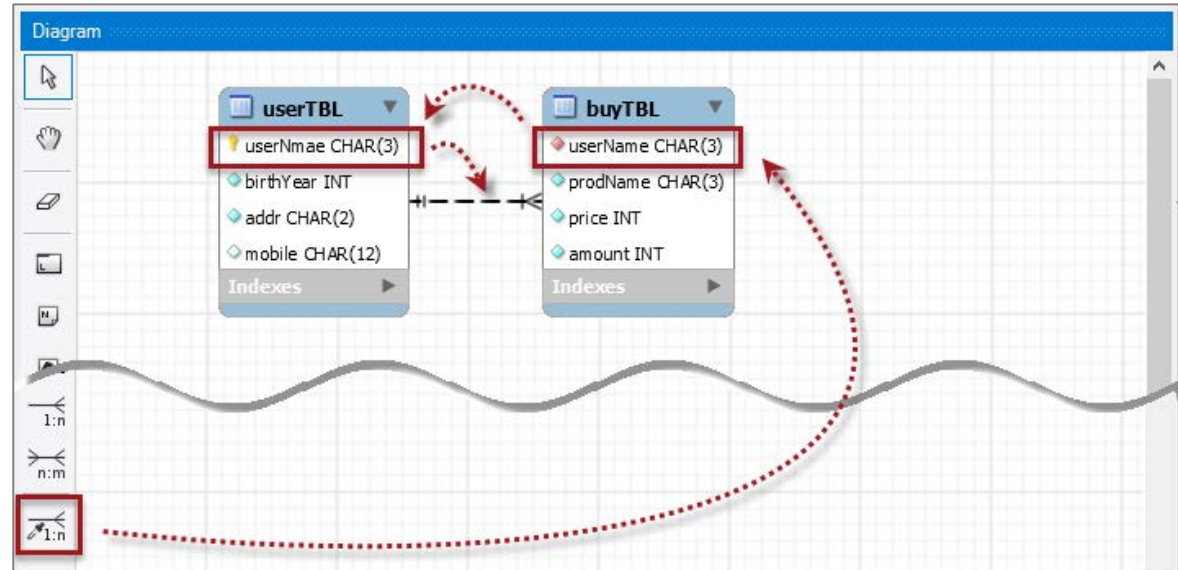 Diagram
userTBL
userNmae CHAR(3)
birthYear INT
addr CHAR(2)
mobile CHAR(12)
Indexes
buyTBL
userName CHAR(3)
prodName CHAR(3)
price INT
amount INT
Indexes
N
1:n
n:m
1:n